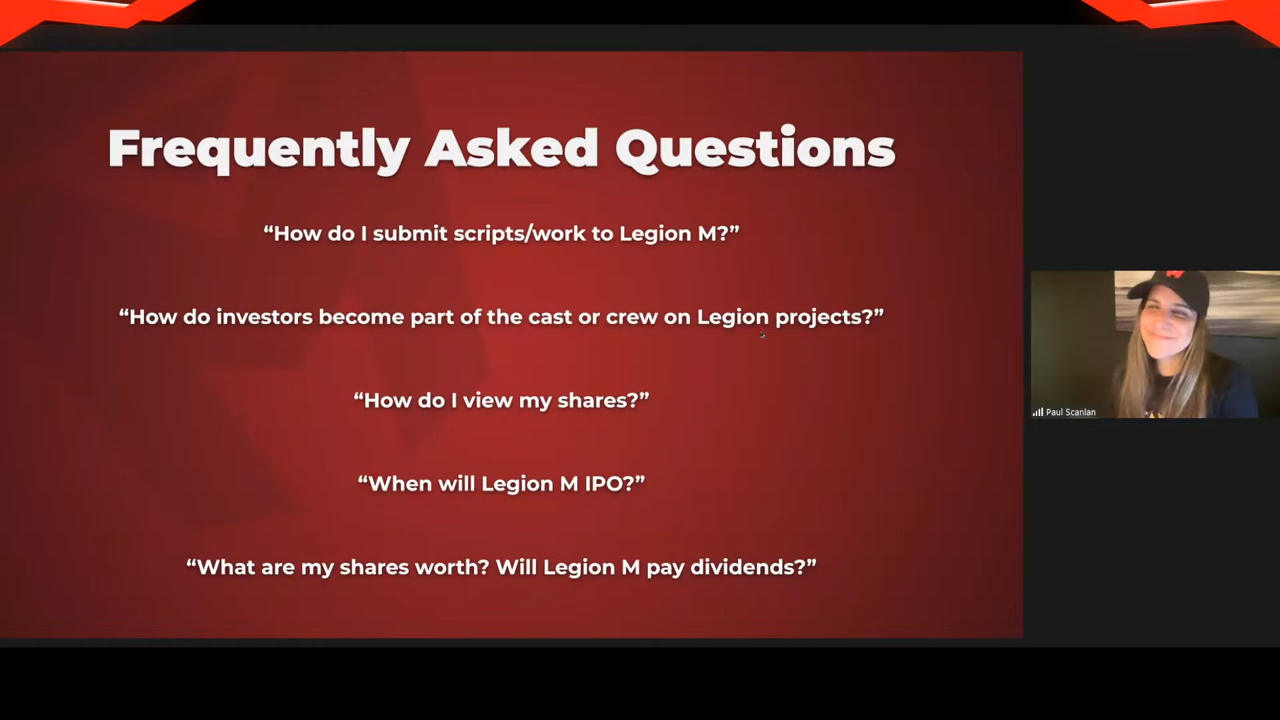 Frequently Asked Questions
“How do I submit scripts/work to Legion M?”
“How do investors become part of the cast or crew on Legion projects?”
“How do I view my shares?”
“When will Legion M IPO?”
“What are my shares worth? Will Legion M pay dividends?”
Paul Scanlan